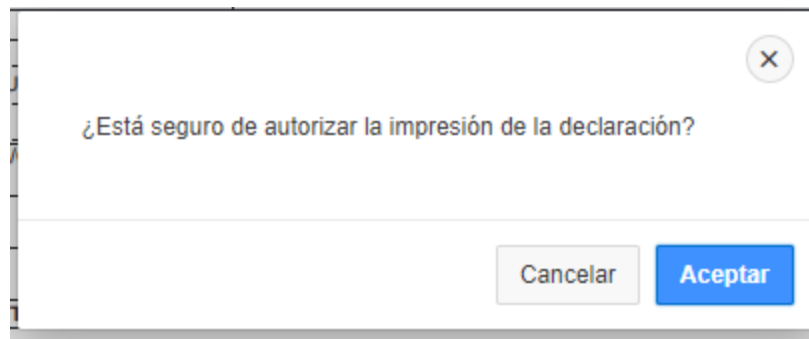 ¿Está seguro de autorizar la impresión de la declaración?
Cancelar
Aceptar